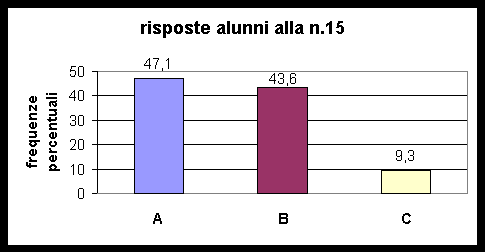 risposte alunni alla n.15
frequenze
percentuali
50
40
30
20
10
0
47,1
43,6
9,3
A
B
C